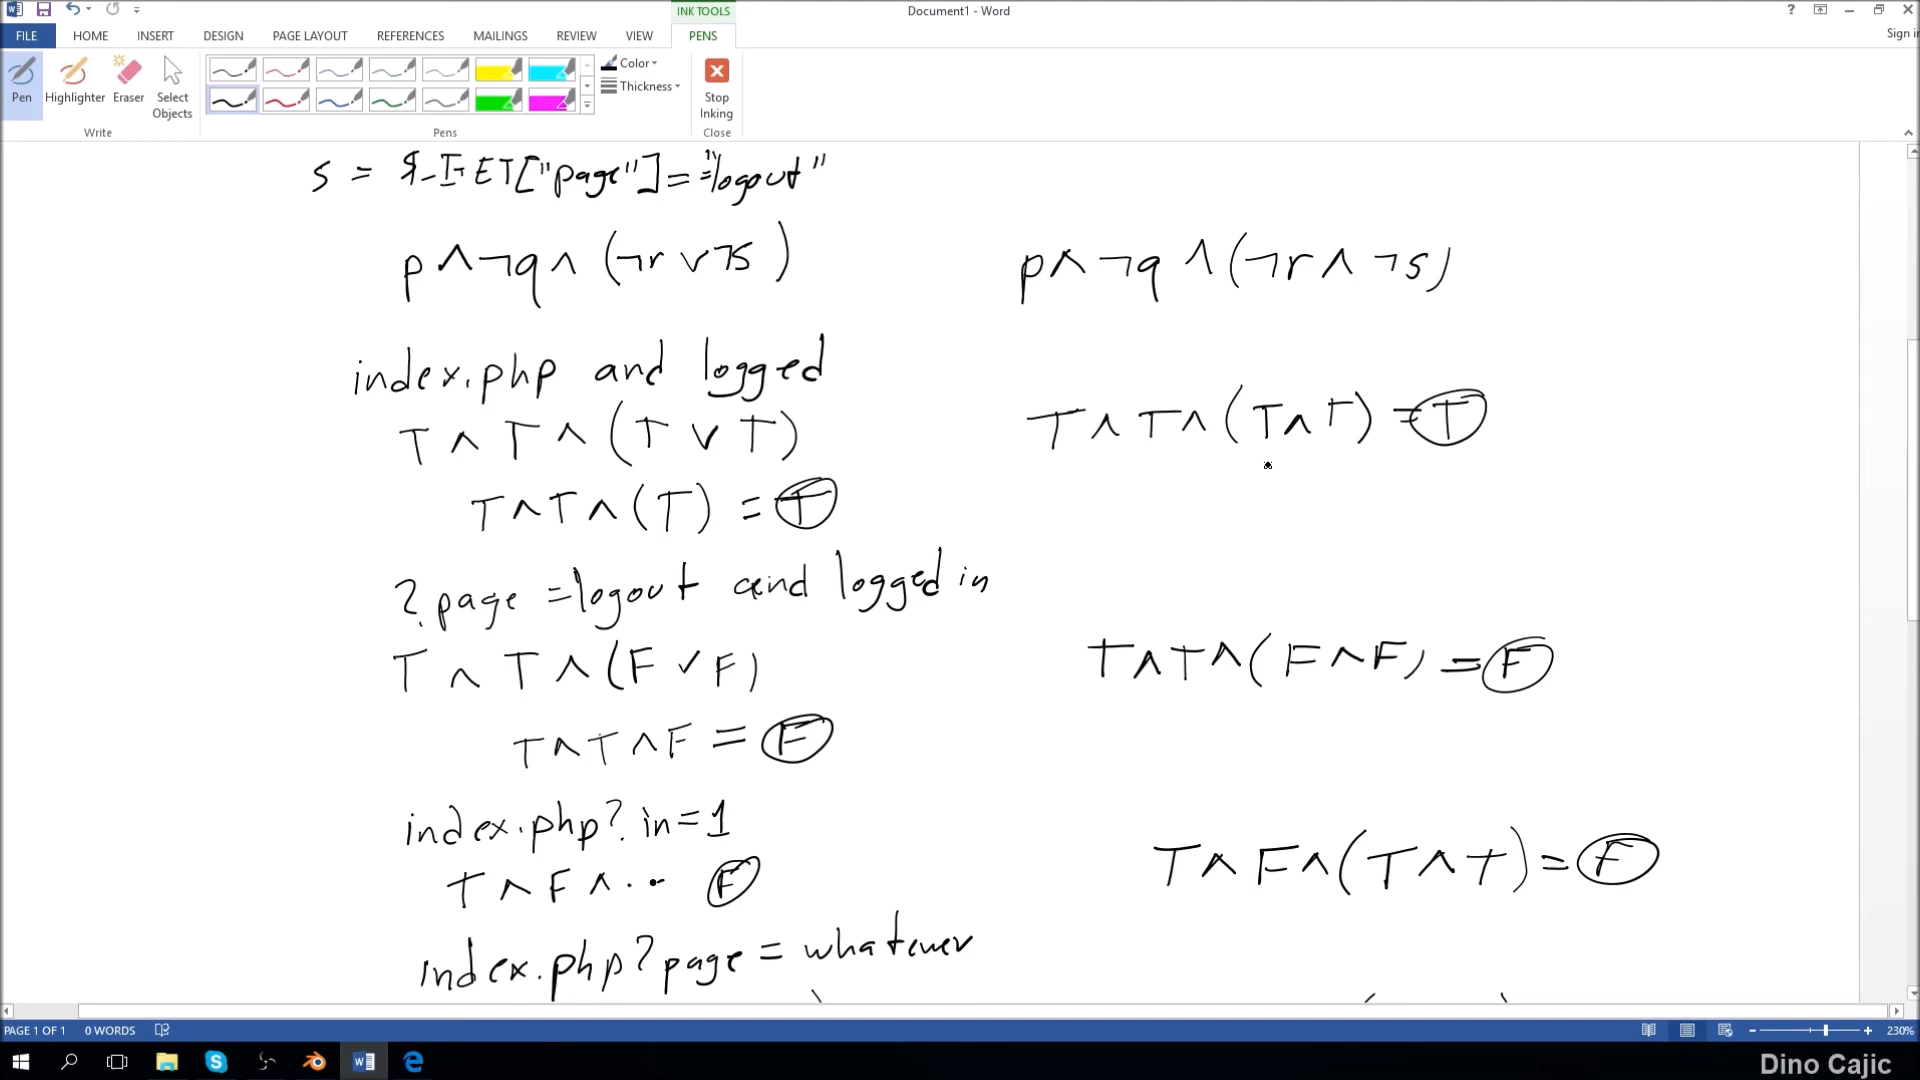 Document1 - Word
INK TOOLS
FILE HOME INSERT DESIGN PAGE LAYOUT REFERENCES MAILINGS REVIEW VIEW PENS
Sign in
Pen Highlighter Eraser Select Objects
Write
Color
Thickness
Pens
Stop Inking
Close
s = $_GET["page"]=="logout"
p∧¬q∧(¬r∨¬s)
p∧¬q∧(¬r∧¬s)
index.php and logged
T∧T∧(T∨T)
T∧T∧(T∧T)=T
T∧T∧(T)=T
?page=logout and logged in
T∧T∧(F∨F)
T∧T∧(F∧F)=F
T∧T∧F=F
index.php?in=1
T∧F∧.. F
T∧F∧(T∧T)=F
index.php?page=whatever
PAGE 1 OF 1 0 WORDS
230%
Dino Cajic